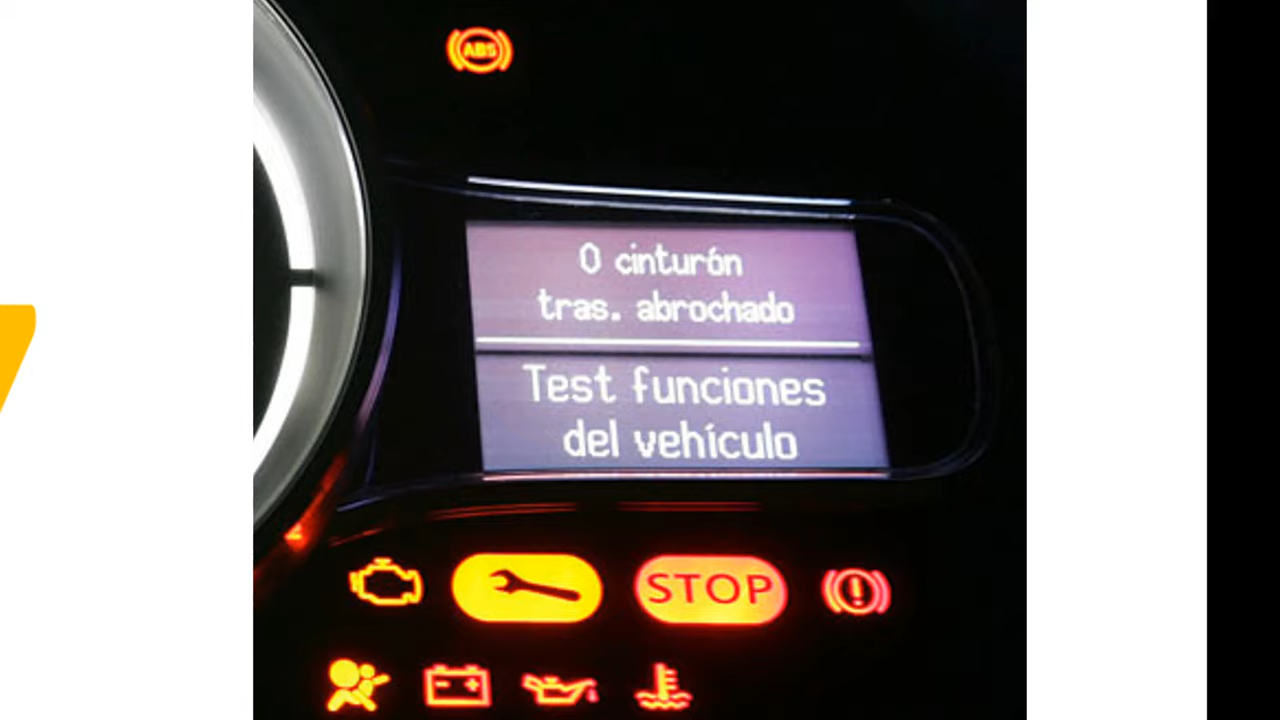 ABS
0 cinturón
tras. abrochado
Test funciones
del vehículo
STOP